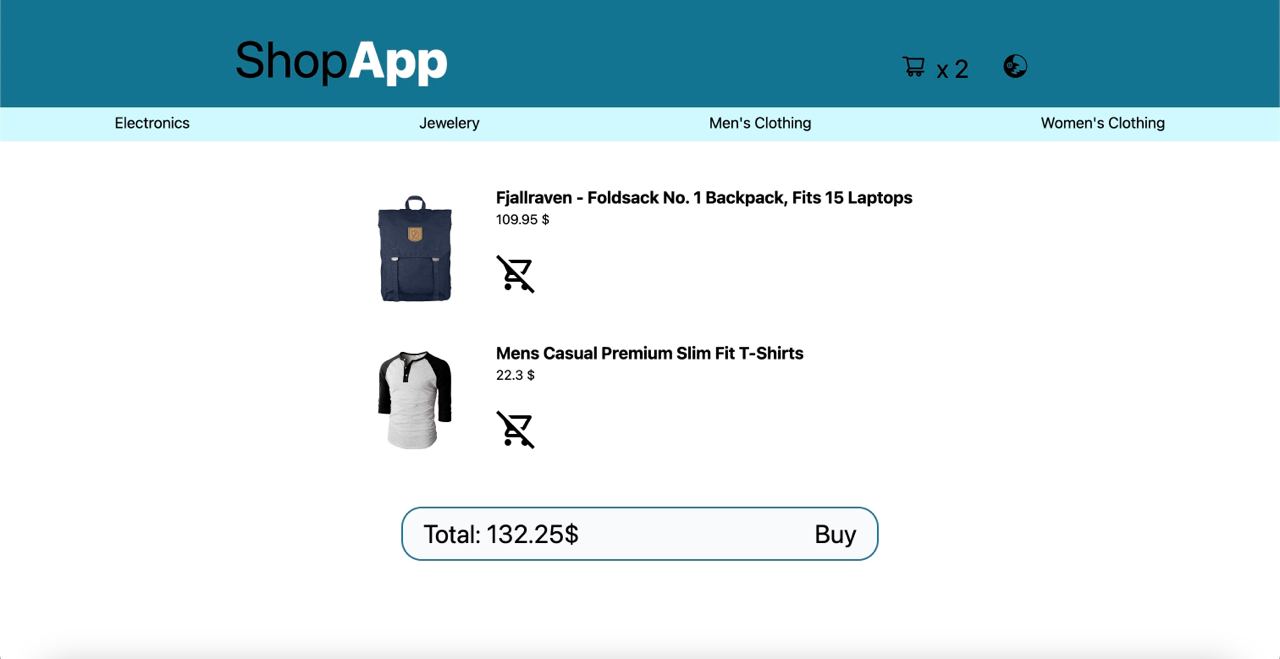 ShopApp
x 2
Electronics Jewelery Men's Clothing Women's Clothing
Fjallraven - Foldsack No. 1 Backpack, Fits 15 Laptops
109.95 $
Mens Casual Premium Slim Fit T-Shirts
22.3 $
Total: 132.25$ Buy